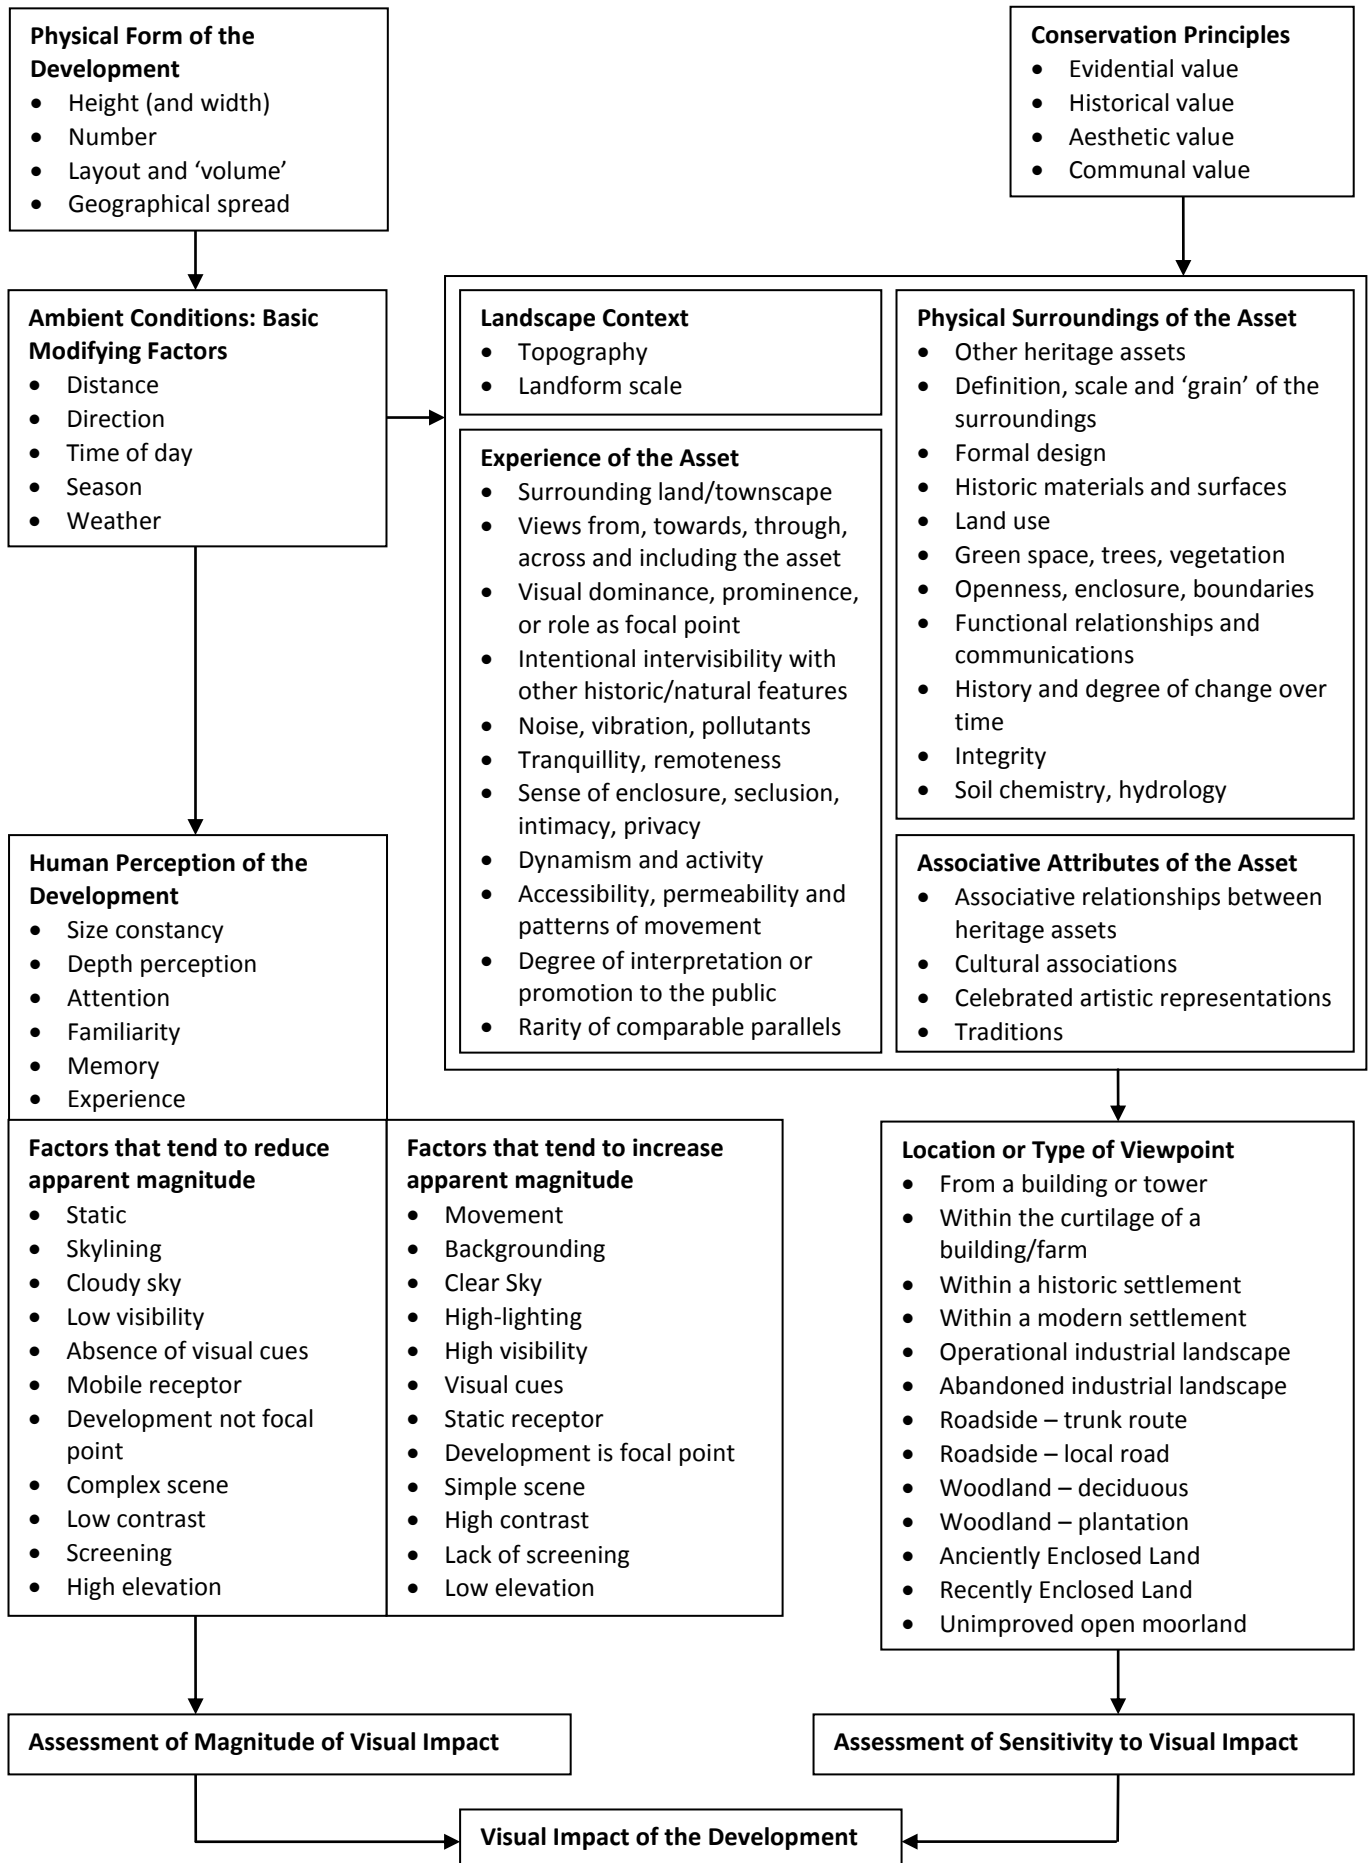 Physical Form of the
Development
• Height (and width)
• Number
• Layout and ‘volume’
• Geographical spread
Conservation Principles
• Evidential value
• Historical value
• Aesthetic value
• Communal value
Ambient Conditions: Basic
Modifying Factors
• Distance
• Direction
• Time of day
• Season
• Weather
Landscape Context
• Topography
• Landform scale
Experience of the Asset
• Surrounding land/townscape
• Views from, towards, through,
across and including the asset
• Visual dominance, prominence,
or role as focal point
• Intentional intervisibility with
other historic/natural features
• Noise, vibration, pollutants
• Tranquillity, remoteness
• Sense of enclosure, seclusion,
intimacy, privacy
• Dynamism and activity
• Accessibility, permeability and
patterns of movement
• Degree of interpretation or
promotion to the public
• Rarity of comparable parallels
Physical Surroundings of the Asset
• Other heritage assets
• Definition, scale and ‘grain’ of the
surroundings
• Formal design
• Historic materials and surfaces
• Land use
• Green space, trees, vegetation
• Openness, enclosure, boundaries
• Functional relationships and
communications
• History and degree of change over
time
• Integrity
• Soil chemistry, hydrology
Associative Attributes of the Asset
• Associative relationships between
heritage assets
• Cultural associations
• Celebrated artistic representations
• Traditions
Human Perception of the
Development
• Size constancy
• Depth perception
• Attention
• Familiarity
• Memory
• Experience
Factors that tend to reduce
apparent magnitude
• Static
• Skylining
• Cloudy sky
• Low visibility
• Absence of visual cues
• Mobile receptor
• Development not focal
point
• Complex scene
• Low contrast
• Screening
• High elevation
Factors that tend to increase
apparent magnitude
• Movement
• Backgrounding
• Clear Sky
• High-lighting
• High visibility
• Visual cues
• Static receptor
• Development is focal point
• Simple scene
• High contrast
• Lack of screening
• Low elevation
Location or Type of Viewpoint
• From a building or tower
• Within the curtilage of a
building/farm
• Within a historic settlement
• Within a modern settlement
• Operational industrial landscape
• Abandoned industrial landscape
• Roadside – trunk route
• Roadside – local road
• Woodland – deciduous
• Woodland – plantation
• Anciently Enclosed Land
• Recently Enclosed Land
• Unimproved open moorland
Assessment of Magnitude of Visual Impact
Assessment of Sensitivity to Visual Impact
Visual Impact of the Development